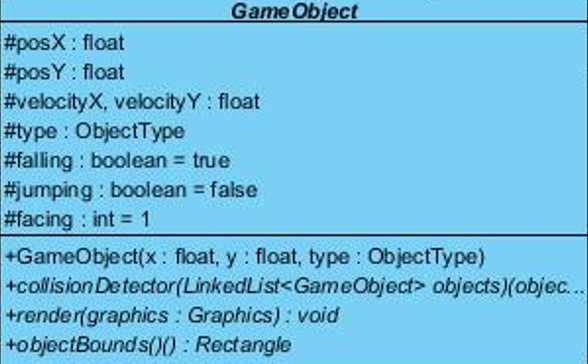 GameObject
#posX : float
#posY : float
#velocityX, velocityY : float
#type : ObjectType
#falling : boolean = true
#jumping : boolean = false
#facing : int = 1
+GameObject(x : float, y : float, type : ObjectType)
+collisionDetector(LinkedList<GameObject> objects)(objec...
+render(graphics : Graphics) : void
+objectBounds()() : Rectangle